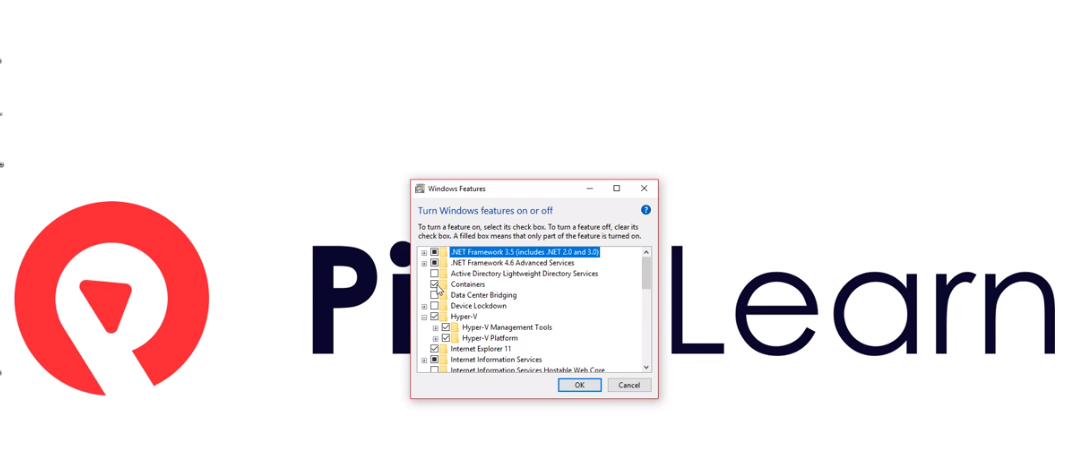 Windows Features
Turn Windows features on or off
To turn a feature on, select its check box. To turn a feature off, clear its
check box. A filled box means that only part of the feature is turned on.
.NET Framework 3.5 (includes .NET 2.0 and 3.0)
.NET Framework 4.6 Advanced Services
Active Directory Lightweight Directory Services
Containers
Data Center Bridging
Device Lockdown
Hyper-V
Hyper-V Management Tools
Hyper-V Platform
Internet Explorer 11
Internet Information Services
Internet Information Services Hostable Web Core
OK Cancel
Pi Learn